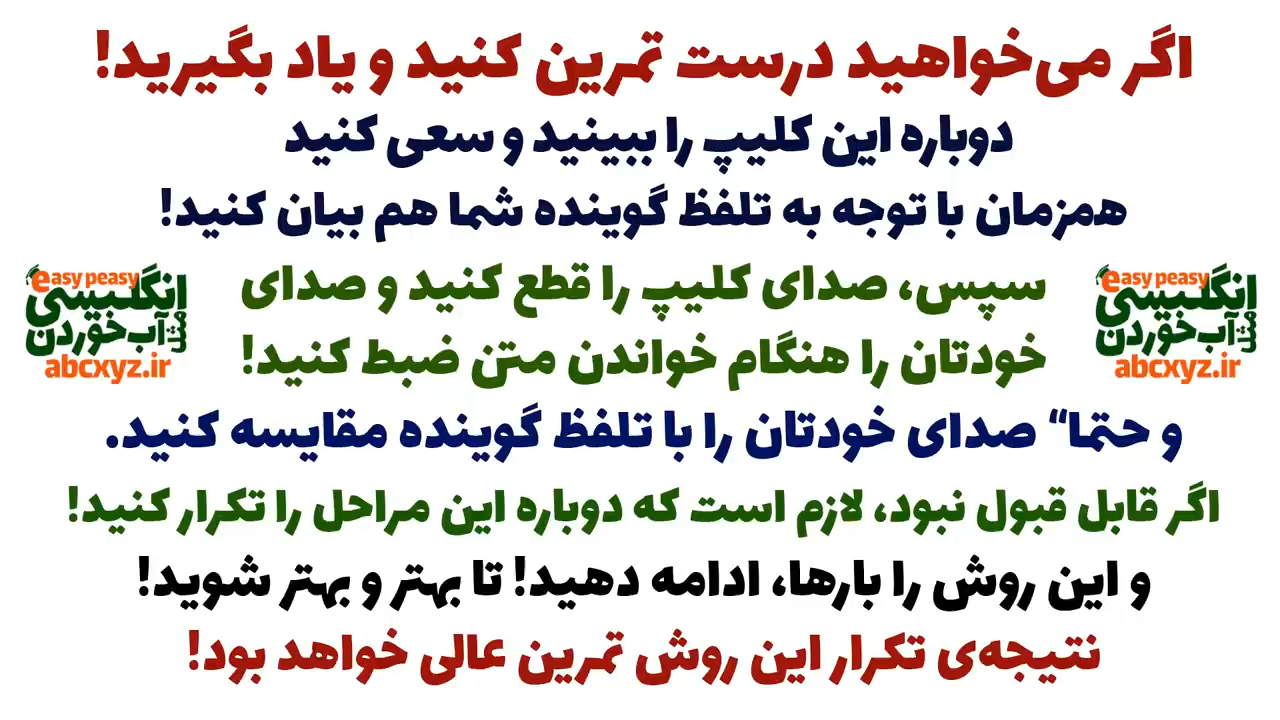 اگر می‌خواهید درست تمرین کنید و یاد بگیرید!
دوباره این کلیپ را ببینید و سعی کنید
همزمان با توجه به تلفظ گوینده شما هم بیان کنید!
سپس، صدای کلیپ را قطع کنید و صدای
خودتان را هنگام خواندن متن ضبط کنید!
easy peasy
انگلیسی
مثل آب خوردن
abcxyz.ir
easy peasy
انگلیسی
مثل آب خوردن
abcxyz.ir
و حتما“ صدای خودتان را با تلفظ گوینده مقایسه کنید.
اگر قابل قبول نبود، لازم است که دوباره این مراحل را تکرار کنید!
و این روش را بارها، ادامه دهید! تا بهتر و بهتر شوید!
نتیجه‌ی تکرار این روش تمرین عالی خواهد بود!